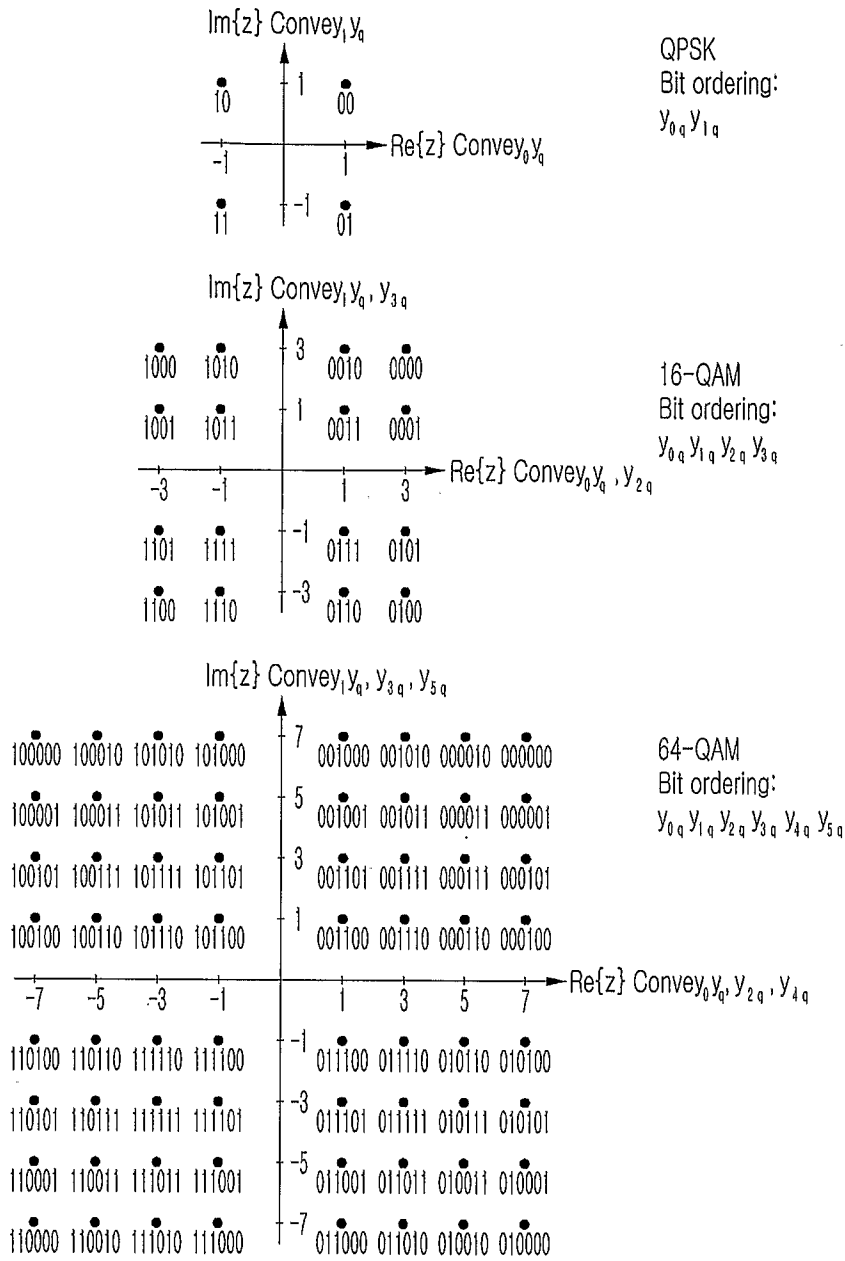 Im{z} Convey₁y_q
QPSK
Bit ordering:
y₀q y₁q
1
10 00
Re{z} Convey₀y_q
-1 1
-1
11 01
Im{z} Convey₁y_q, y₃q
16-QAM
Bit ordering:
y₀q y₁q y₂q y₃q
3
1000 1010 0010 0000
1
1001 1011 0011 0001
Re{z} Convey₀y_q, y₂q
-3 -1 1 3
-1
1101 1111 0111 0101
-3
1100 1110 0110 0100
Im{z} Convey₁y_q, y₃q, y₅q
64-QAM
Bit ordering:
y₀q y₁q y₂q y₃q y₄q y₅q
7
100000 100010 101010 101000 001000 001010 000010 000000
5
100001 100011 101011 101001 001001 001011 000011 000001
3
100101 100111 101111 101101 001101 001111 000111 000101
1
100100 100110 101110 101100 001100 001110 000110 000100
Re{z} Convey₀y_q, y₂q, y₄q
-7 -5 -3 -1 1 3 5 7
-1
110100 110110 111110 111100 011100 011110 010110 010100
-3
110101 110111 111111 111101 011101 011111 010111 010101
-5
110001 110011 111011 111001 011001 011011 010011 010001
-7
110000 110010 111010 111000 011000 011010 010010 010000